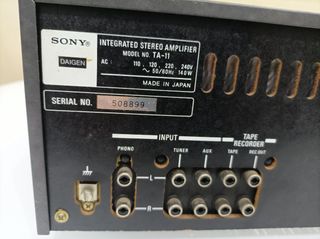 SONY® INTEGRATED STEREO AMPLIFIER
DAIGEN MODEL NO. TA-11
AC : 110, 120, 220, 240V
~ 50/60Hz 140W
MADE IN JAPAN
SERIAL NO. 508899
INPUT TAPE RECORDER
PHONO TUNER AUX TAPE REC OUT
L
R